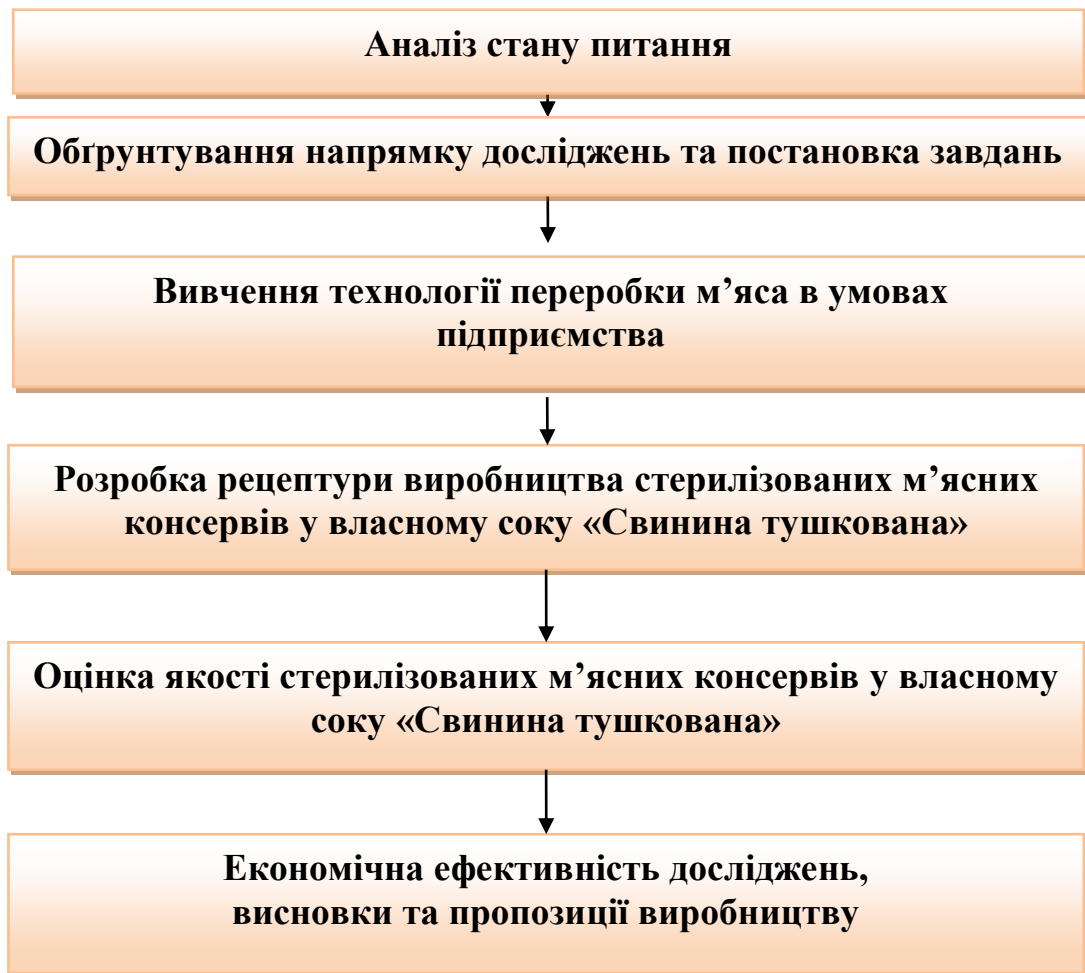 Аналіз стану питання
Обґрунтування напрямку досліджень та постановка завдань
Вивчення технології переробки м’яса в умовах
підприємства
Розробка рецептури виробництва стерилізованих м’ясних
консервів у власному соку «Свинина тушкована»
Оцінка якості стерилізованих м’ясних консервів у власному
соку «Свинина тушкована»
Економічна ефективність досліджень,
висновки та пропозиції виробництву